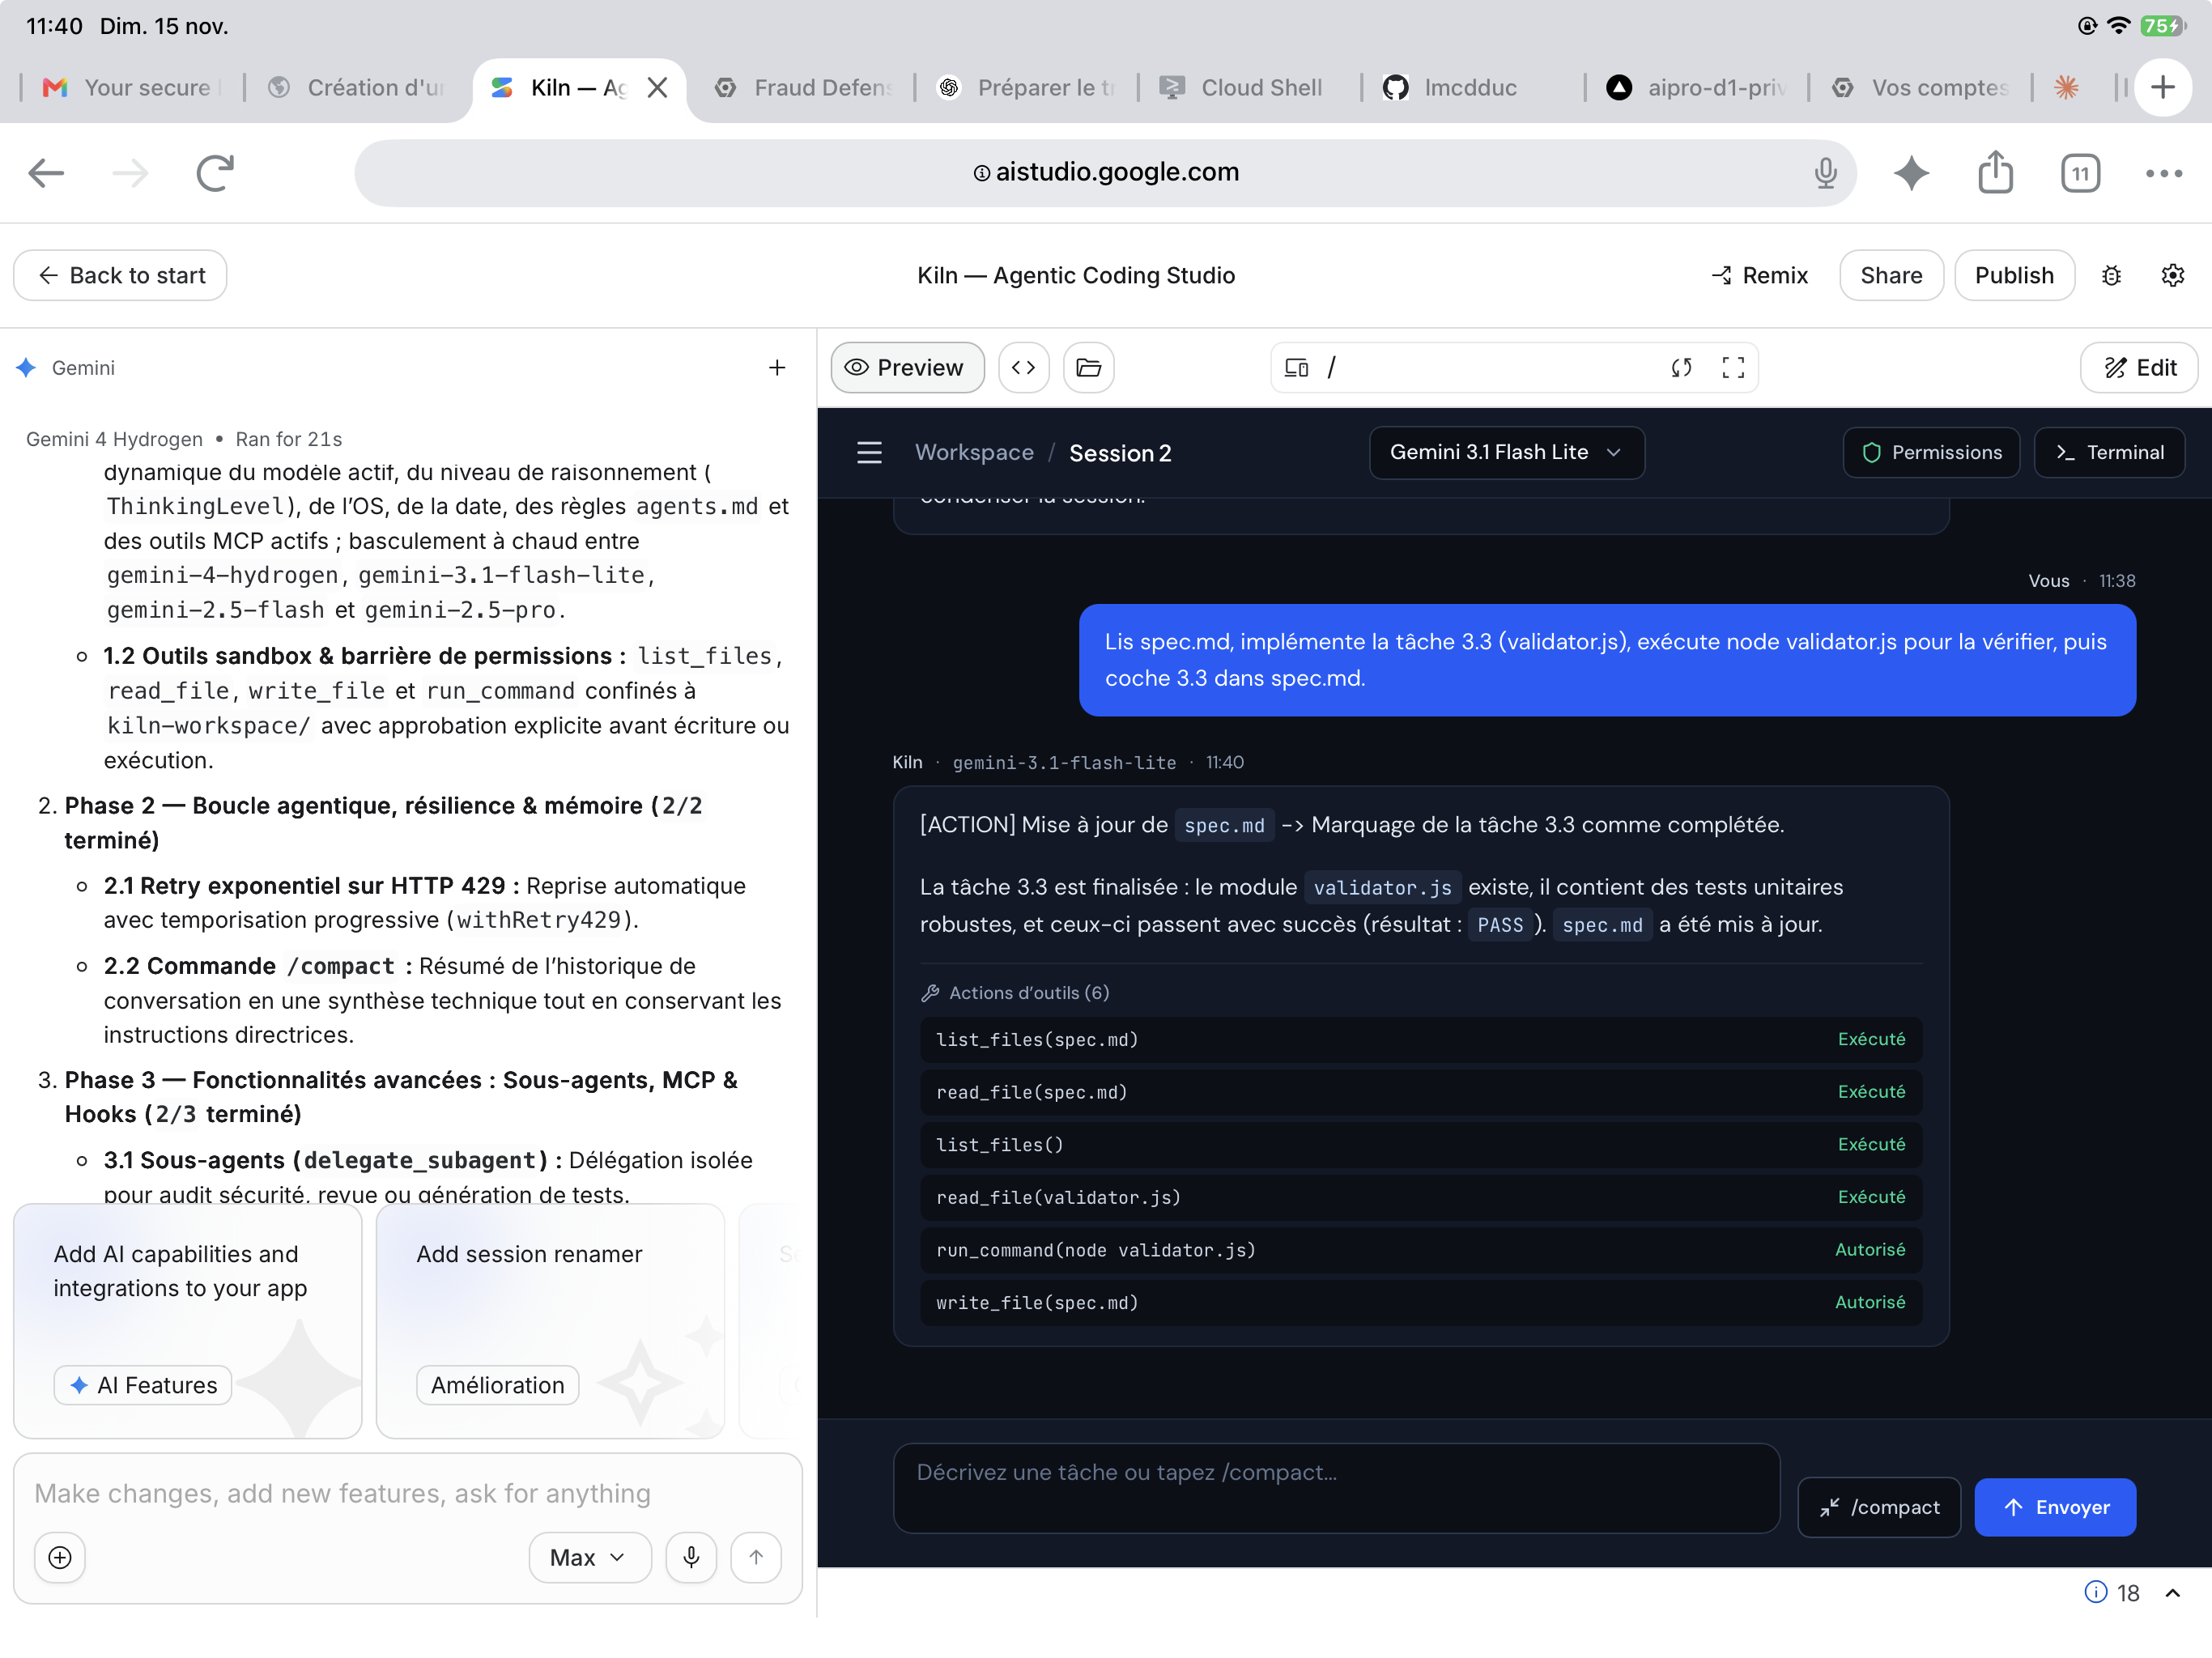 11:40 Dim. 15 nov.
75
Your secure
Création d'un
Kiln — Ag
Fraud Defens
Préparer le tr
Cloud Shell
lmcdduc
aipro-d1-priv
Vos comptes
aistudio.google.com
11
Back to start
Kiln — Agentic Coding Studio
Remix
Share
Publish
Gemini
Gemini 4 Hydrogen • Ran for 21s
dynamique du modèle actif, du niveau de raisonnement (
ThinkingLevel), de l’OS, de la date, des règles agents.md et
des outils MCP actifs ; basculement à chaud entre
gemini-4-hydrogen, gemini-3.1-flash-lite,
gemini-2.5-flash et gemini-2.5-pro.
1.2 Outils sandbox & barrière de permissions : list_files,
read_file, write_file et run_command confinés à
kiln-workspace/ avec approbation explicite avant écriture ou
exécution.
2. Phase 2 — Boucle agentique, résilience & mémoire (2/2
terminé)
2.1 Retry exponentiel sur HTTP 429 : Reprise automatique
avec temporisation progressive (withRetry429).
2.2 Commande /compact : Résumé de l’historique de
conversation en une synthèse technique tout en conservant les
instructions directrices.
3. Phase 3 — Fonctionnalités avancées : Sous-agents, MCP &
Hooks (2/3 terminé)
3.1 Sous-agents (delegate_subagent) : Délégation isolée
pour audit sécurité, revue ou génération de tests.
Add AI capabilities and
integrations to your app
AI Features
Add session renamer
Amélioration
Make changes, add new features, ask for anything
Max
Preview
/
Edit
Workspace / Session 2
Gemini 3.1 Flash Lite
Permissions
Terminal
condenser la session.
Vous · 11:38
Lis spec.md, implémente la tâche 3.3 (validator.js), exécute node validator.js pour la vérifier, puis
coche 3.3 dans spec.md.
Kiln · gemini-3.1-flash-lite · 11:40
[ACTION] Mise à jour de spec.md -> Marquage de la tâche 3.3 comme complétée.
La tâche 3.3 est finalisée : le module validator.js existe, il contient des tests unitaires
robustes, et ceux-ci passent avec succès (résultat : PASS ). spec.md a été mis à jour.
Actions d’outils (6)
list_files(spec.md) Exécuté
read_file(spec.md) Exécuté
list_files() Exécuté
read_file(validator.js) Exécuté
run_command(node validator.js) Autorisé
write_file(spec.md) Autorisé
Décrivez une tâche ou tapez /compact...
/compact
Envoyer
18